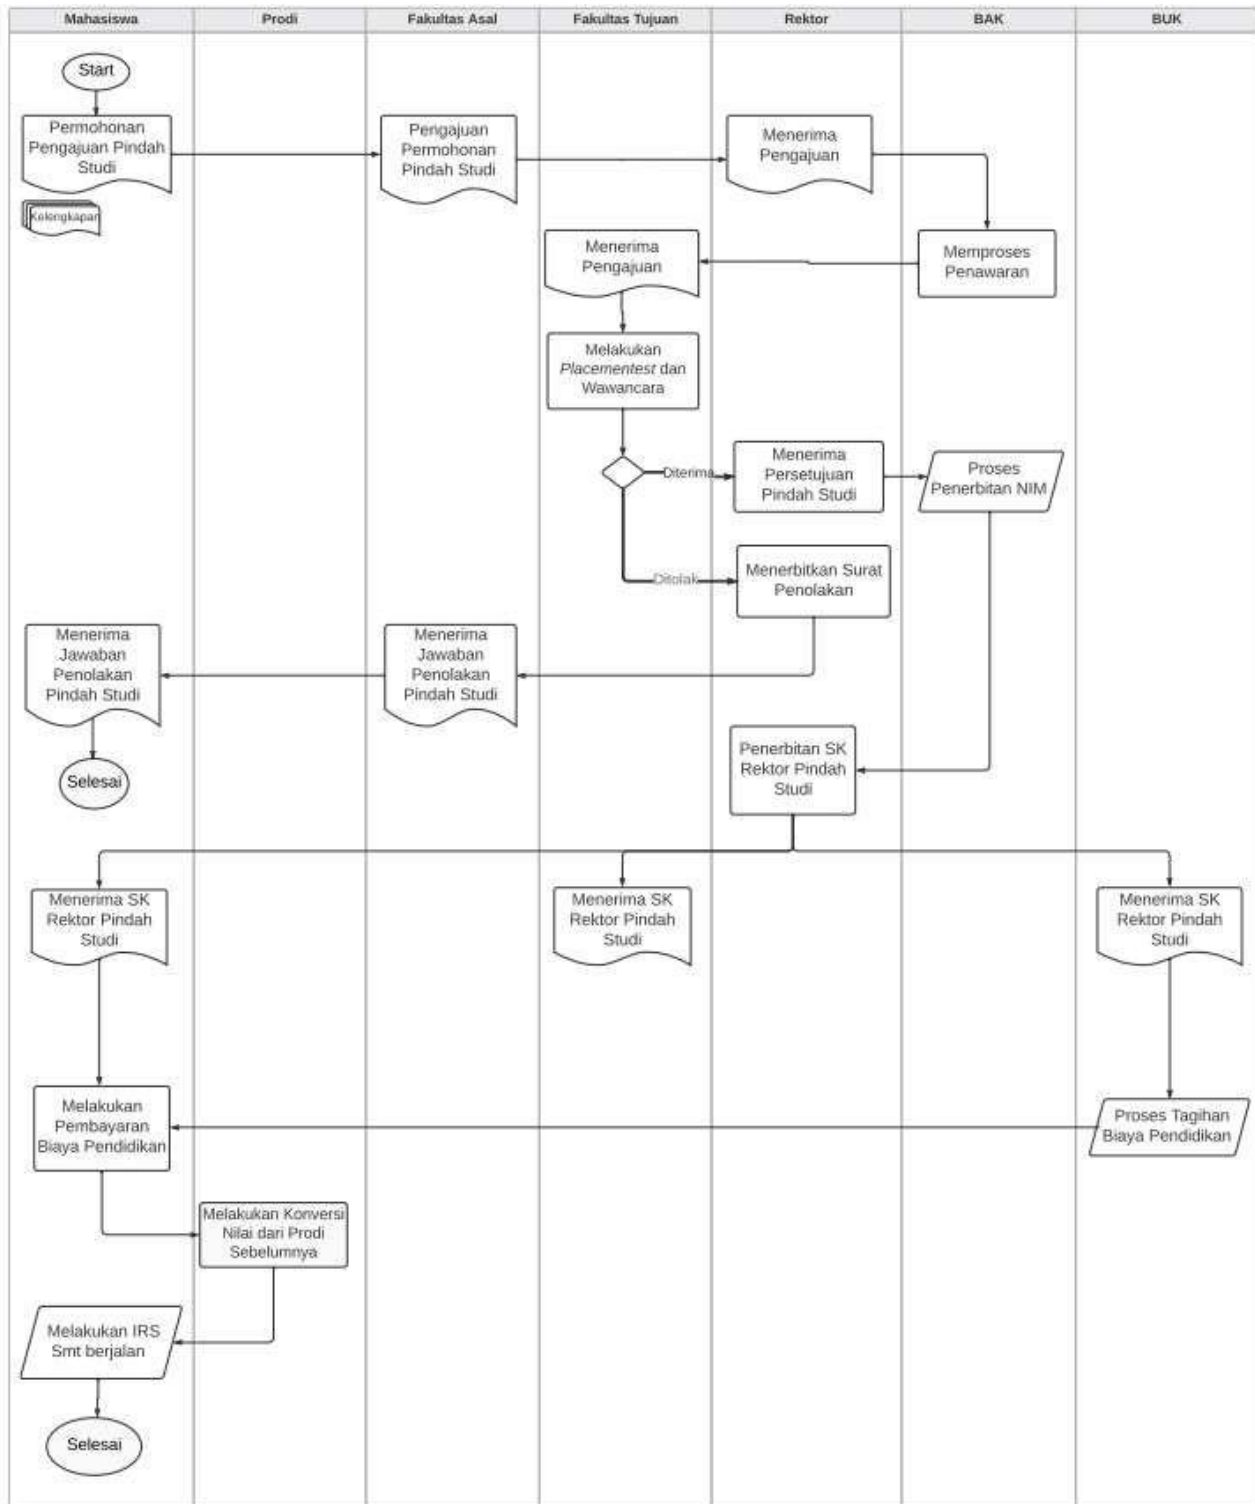 Mahasiswa
Prodi
Fakultas Asal
Fakultas Tujuan
Rektor
BAK
BUK
Start
Permohonan
Pengajuan Pindah
Studi
Kelengkapan
Pengajuan
Permohonan
Pindah Studi
Menerima
Pengajuan
Memproses
Penawaran
Menerima
Pengajuan
Melakukan
Placementest dan
Wawancara
Diterima
Menerima
Persetujuan
Pindah Studi
Proses
Penerbitan NIM
Ditolak
Menerbitkan Surat
Penolakan
Menerima
Jawaban
Penolakan
Pindah Studi
Menerima
Jawaban
Penolakan
Pindah Studi
Selesai
Penerbitan SK
Rektor Pindah
Studi
Menerima SK
Rektor Pindah
Studi
Menerima SK
Rektor Pindah
Studi
Menerima SK
Rektor Pindah
Studi
Melakukan
Pembayaran
Biaya Pendidikan
Proses Tagihan
Biaya Pendidikan
Melakukan Konversi
Nilai dari Prodi
Sebelumnya
Melakukan IRS
Smt berjalan
Selesai